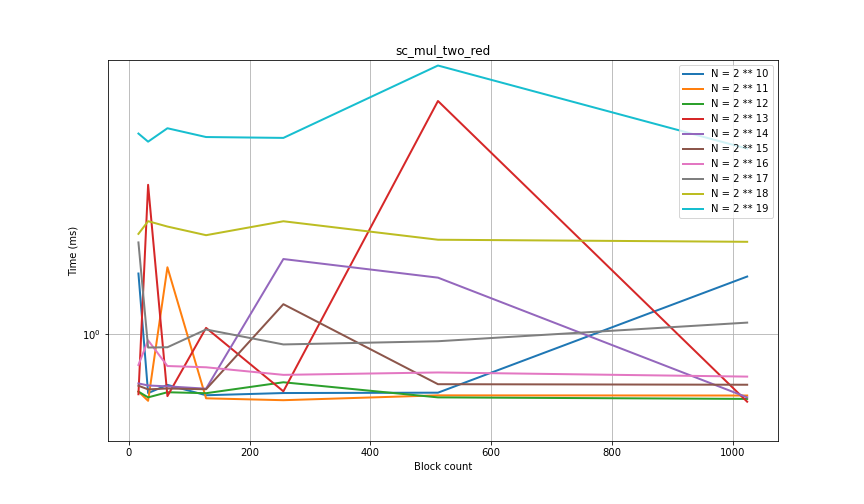 sc_mul_two_red
N = 2 ** 10
N = 2 ** 11
N = 2 ** 12
N = 2 ** 13
N = 2 ** 14
N = 2 ** 15
N = 2 ** 16
N = 2 ** 17
N = 2 ** 18
N = 2 ** 19
Time (ms)
10⁰
0 200 400 600 800 1000
Block count